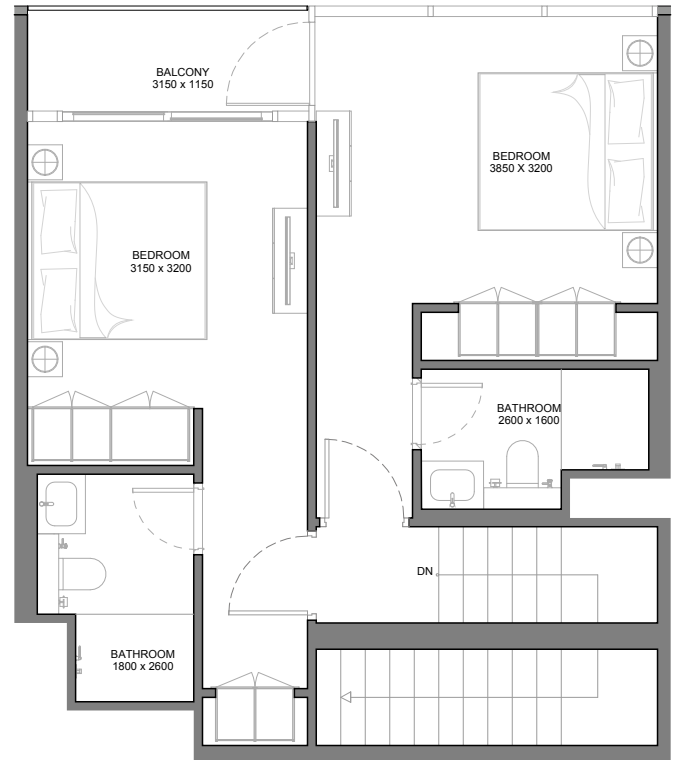 BALCONY
3150 x 1150
BEDROOM
3850 X 3200
BEDROOM
3150 x 3200
BATHROOM
2600 x 1600
DN
BATHROOM
1800 x 2600